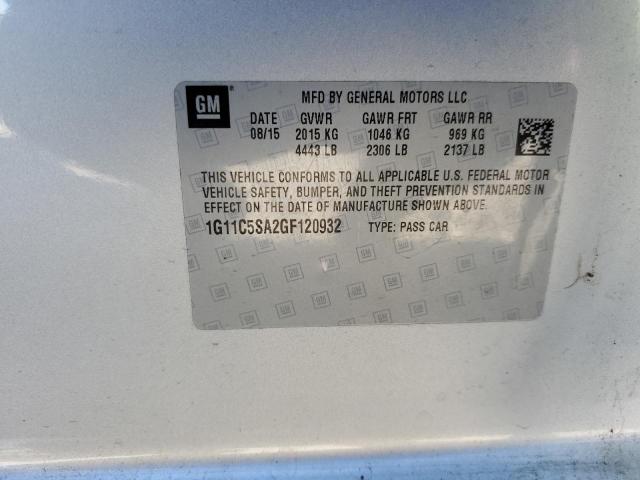 GM
MFD BY GENERAL MOTORS LLC
DATE GVWR GAWR FRT GAWR RR
08/15 2015 KG 1046 KG 969 KG
4443 LB 2306 LB 2137 LB
THIS VEHICLE CONFORMS TO ALL APPLICABLE U.S. FEDERAL MOTOR
VEHICLE SAFETY, BUMPER, AND THEFT PREVENTION STANDARDS IN
EFFECT ON THE DATE OF MANUFACTURE SHOWN ABOVE.
1G11C5SA2GF120932 TYPE: PASS CAR